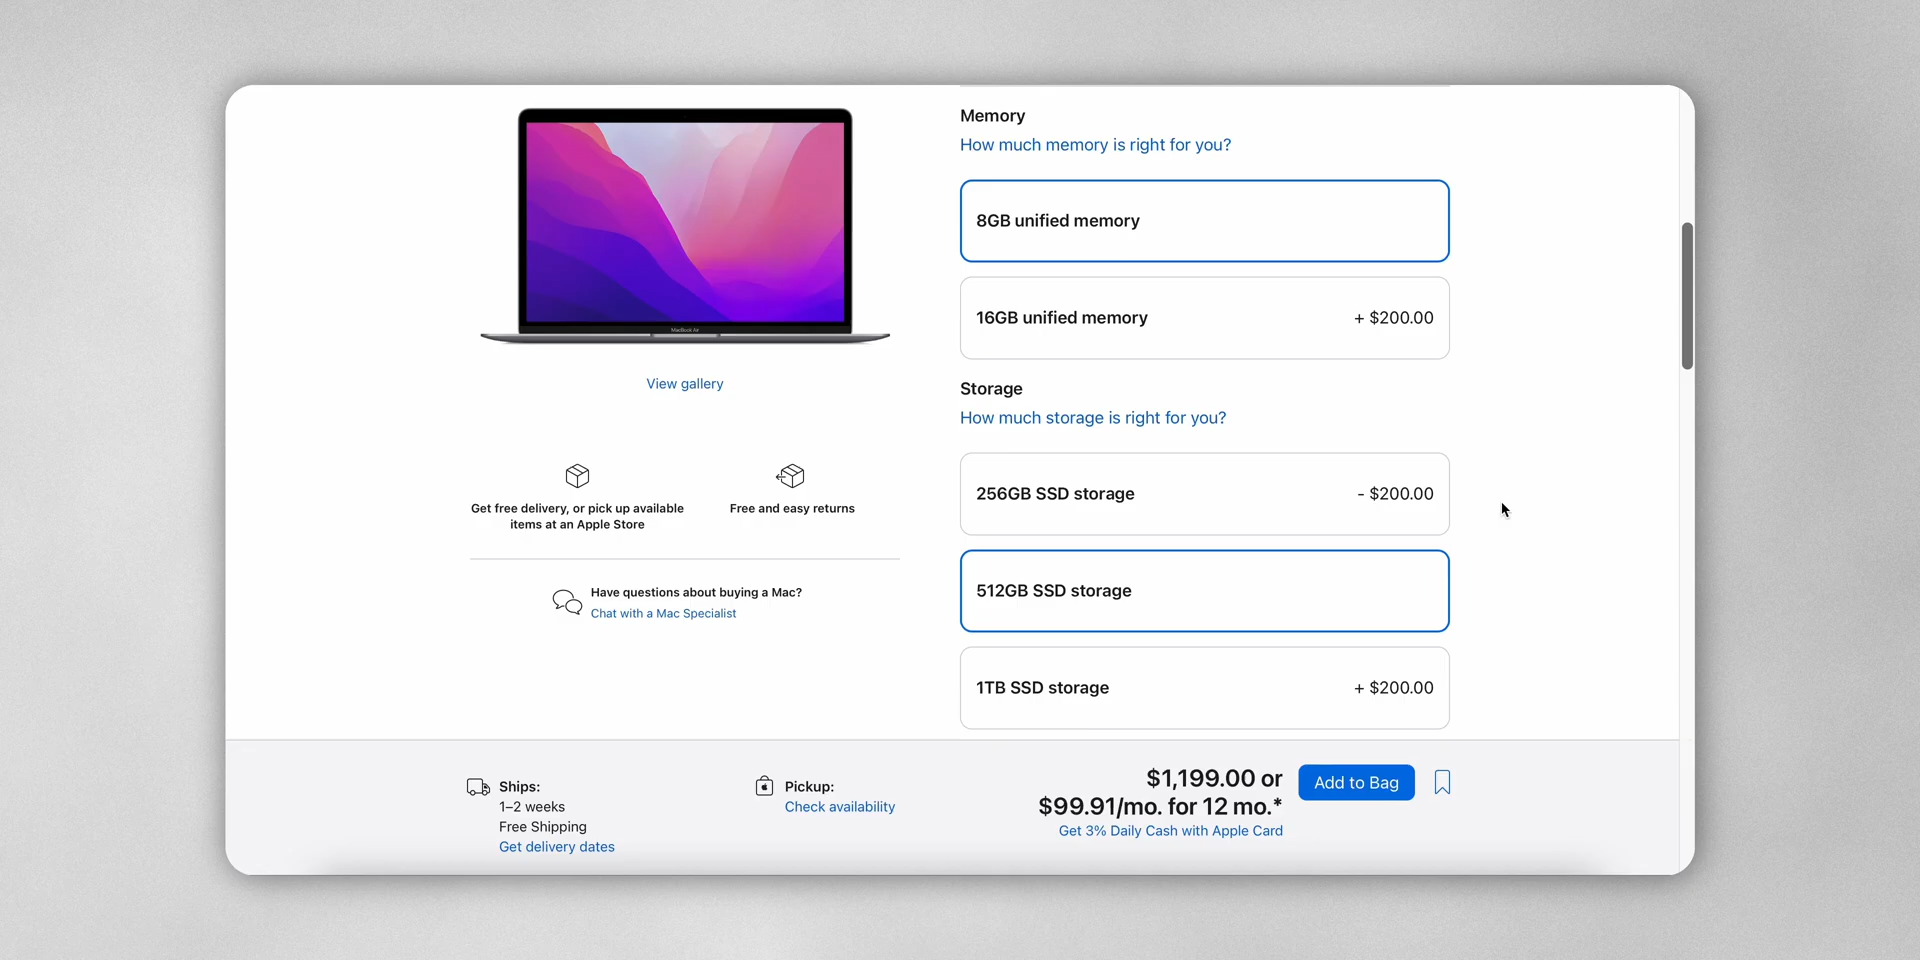 MacBook Air
View gallery
Get free delivery, or pick up available
items at an Apple Store
Free and easy returns
Have questions about buying a Mac?
Chat with a Mac Specialist
Memory
How much memory is right for you?
8GB unified memory
16GB unified memory + $200.00
Storage
How much storage is right for you?
256GB SSD storage - $200.00
512GB SSD storage
1TB SSD storage + $200.00
Ships:
1–2 weeks
Free Shipping
Get delivery dates
Pickup:
Check availability
$1,199.00 or
$99.91/mo. for 12 mo.*
Get 3% Daily Cash with Apple Card
Add to Bag